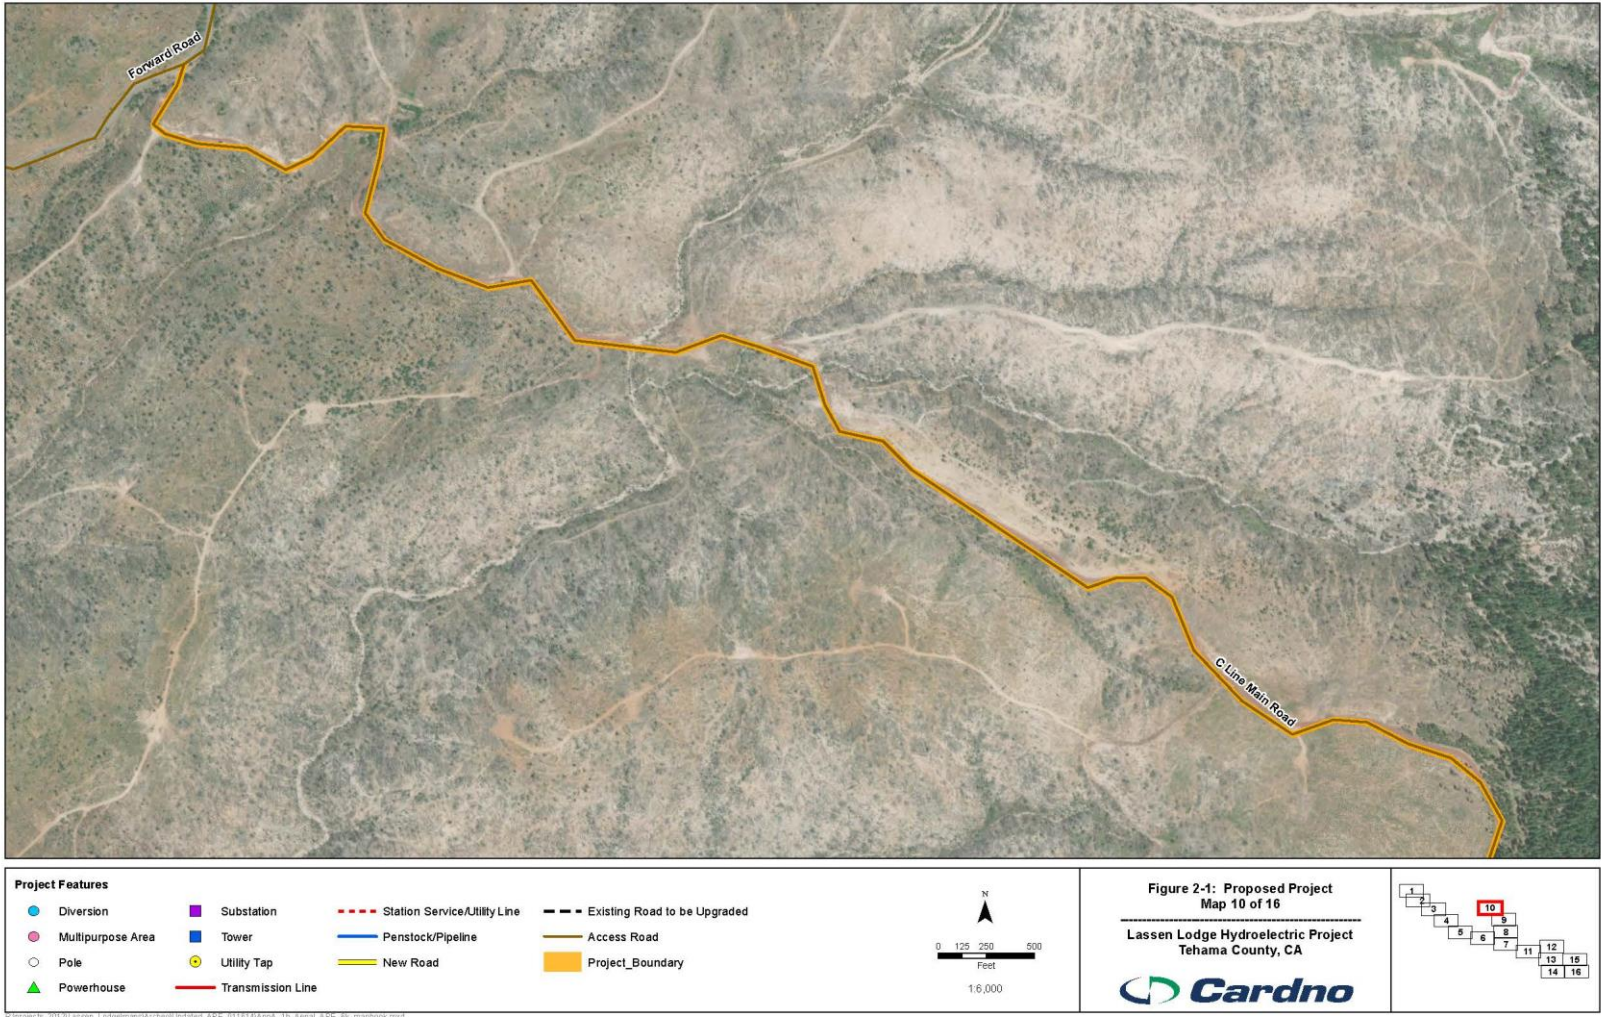 Forward Road
C Line Main Road
Project Features
Diversion
Multipurpose Area
Pole
Powerhouse
Substation
Tower
Utility Tap
Transmission Line
Station Service/Utility Line
Penstock/Pipeline
New Road
Existing Road to be Upgraded
Access Road
Project_Boundary
N
0 125 250 500
Feet
1:6,000
Figure 2-1: Proposed Project
Map 10 of 16
Lassen Lodge Hydroelectric Project
Tehama County, CA
Cardno
1
2
3
10
4
9
5
6
8
7
11
12
13
15
14
16